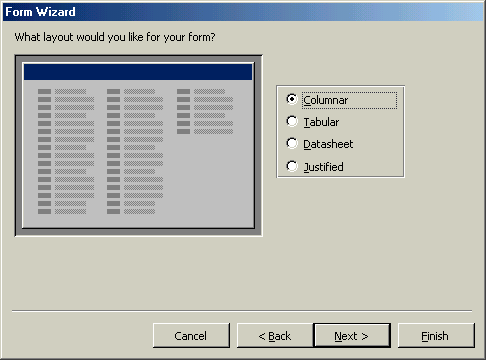 Form Wizard
What layout would you like for your form?
Columnar
Tabular
Datasheet
Justified
Cancel
< Back
Next >
Finish